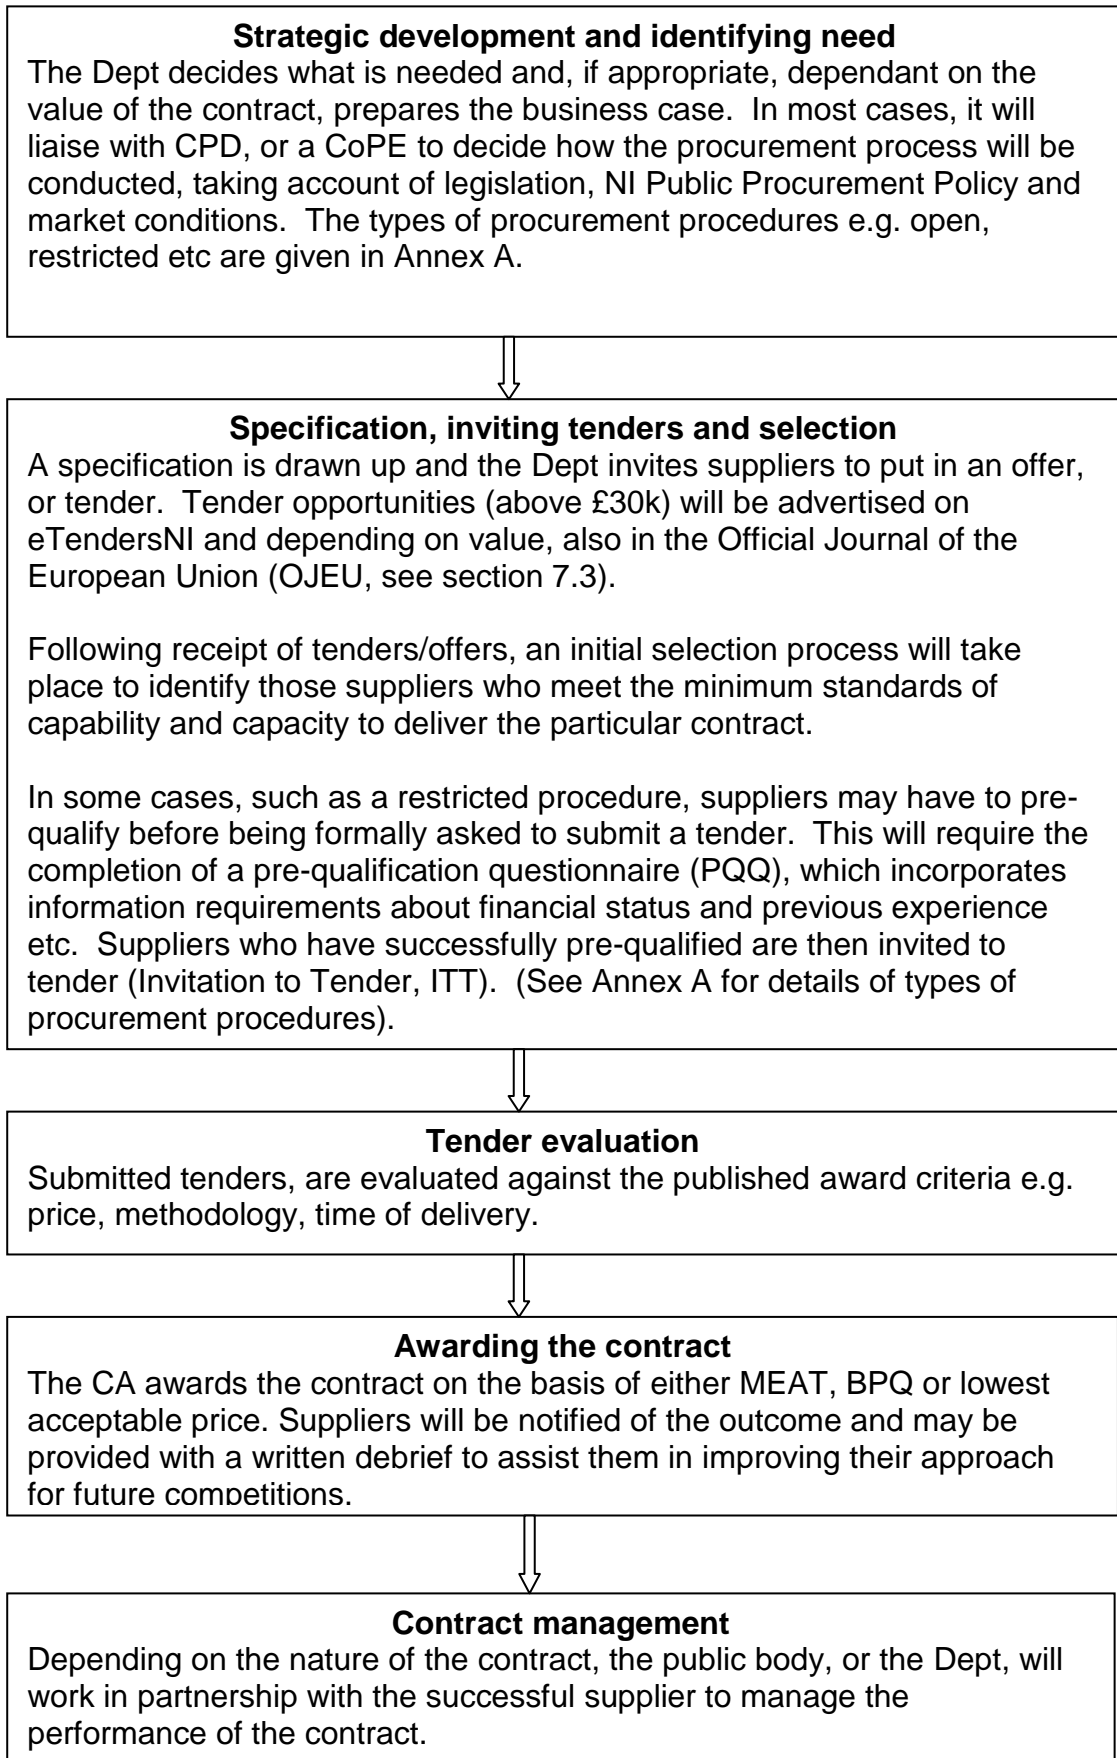 Strategic development and identifying need
The Dept decides what is needed and, if appropriate, dependant on the
value of the contract, prepares the business case.  In most cases, it will
liaise with CPD, or a CoPE to decide how the procurement process will be
conducted, taking account of legislation, NI Public Procurement Policy and
market conditions.  The types of procurement procedures e.g. open,
restricted etc are given in Annex A.
Specification, inviting tenders and selection
A specification is drawn up and the Dept invites suppliers to put in an offer,
or tender.  Tender opportunities (above £30k) will be advertised on
eTendersNI and depending on value, also in the Official Journal of the
European Union (OJEU, see section 7.3).
Following receipt of tenders/offers, an initial selection process will take
place to identify those suppliers who meet the minimum standards of
capability and capacity to deliver the particular contract.
In some cases, such as a restricted procedure, suppliers may have to pre-
qualify before being formally asked to submit a tender.  This will require the
completion of a pre-qualification questionnaire (PQQ), which incorporates
information requirements about financial status and previous experience
etc.  Suppliers who have successfully pre-qualified are then invited to
tender (Invitation to Tender, ITT).  (See Annex A for details of types of
procurement procedures).
Tender evaluation
Submitted tenders, are evaluated against the published award criteria e.g.
price, methodology, time of delivery.
Awarding the contract
The CA awards the contract on the basis of either MEAT, BPQ or lowest
acceptable price. Suppliers will be notified of the outcome and may be
provided with a written debrief to assist them in improving their approach
for future competitions.
Contract management
Depending on the nature of the contract, the public body, or the Dept, will
work in partnership with the successful supplier to manage the
performance of the contract.